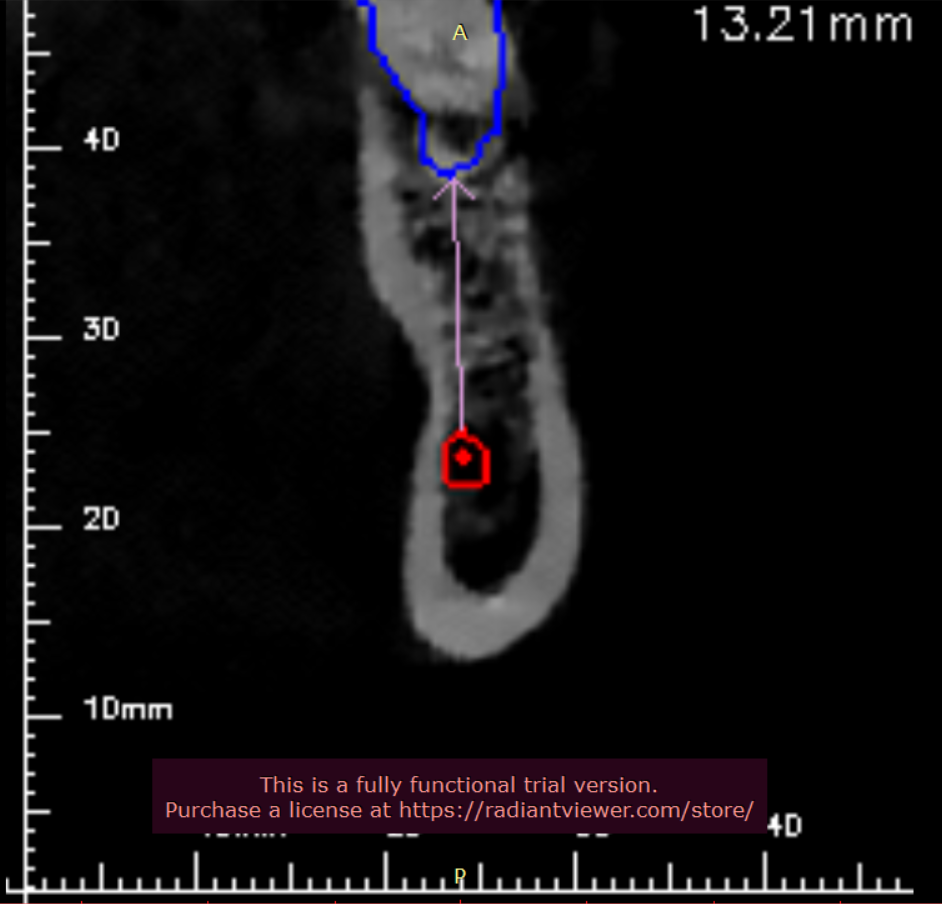 A
13.21mm
40
30
20
10mm
This is a fully functional trial version.
Purchase a license at https://radiantviewer.com/store/
40
P